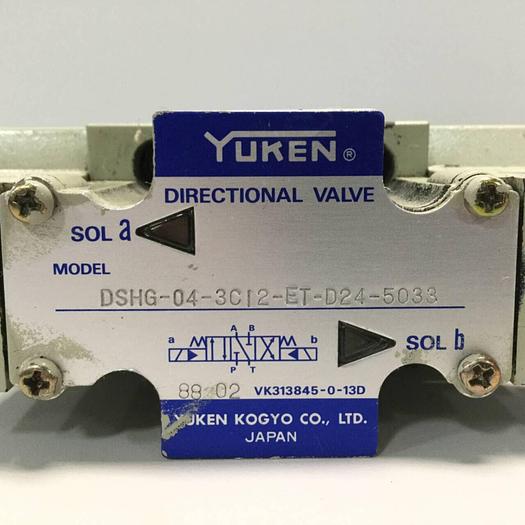 YUKEN®
DIRECTIONAL VALVE
SOL a
MODEL
DSHG-04-3C12-ET-D24-5033
A B
a b
P T
SOL b
88 02 VK313845-0-13D
YUKEN KOGYO CO., LTD.
JAPAN